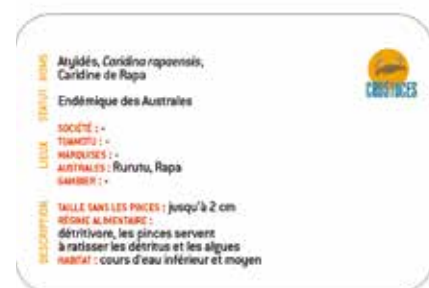 NOMS
Atyidés, Caridina rapaensis,
Caridine de Rapa
STATUT
Endémique des Australes
CRUSTACÉS
LIEUX
SOCIÉTÉ : -
TUAMOTU : -
MARQUISES : -
AUSTRALES : Rurutu, Rapa
GAMBIER : -
DESCRIPTION
TAILLE SANS LES PINCES : jusqu'à 2 cm
RÉGIME ALIMENTAIRE :
détritivore, les pinces servent
à ratisser les détritus et les algues
HABITAT : cours d'eau inférieur et moyen